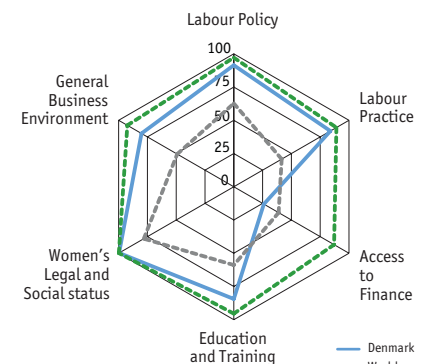 Labour Policy
100
75
50
25
0
General
Business
Environment
Labour
Practice
Women's
Legal and
Social status
Access
to
Finance
Education
and Training
Denmark